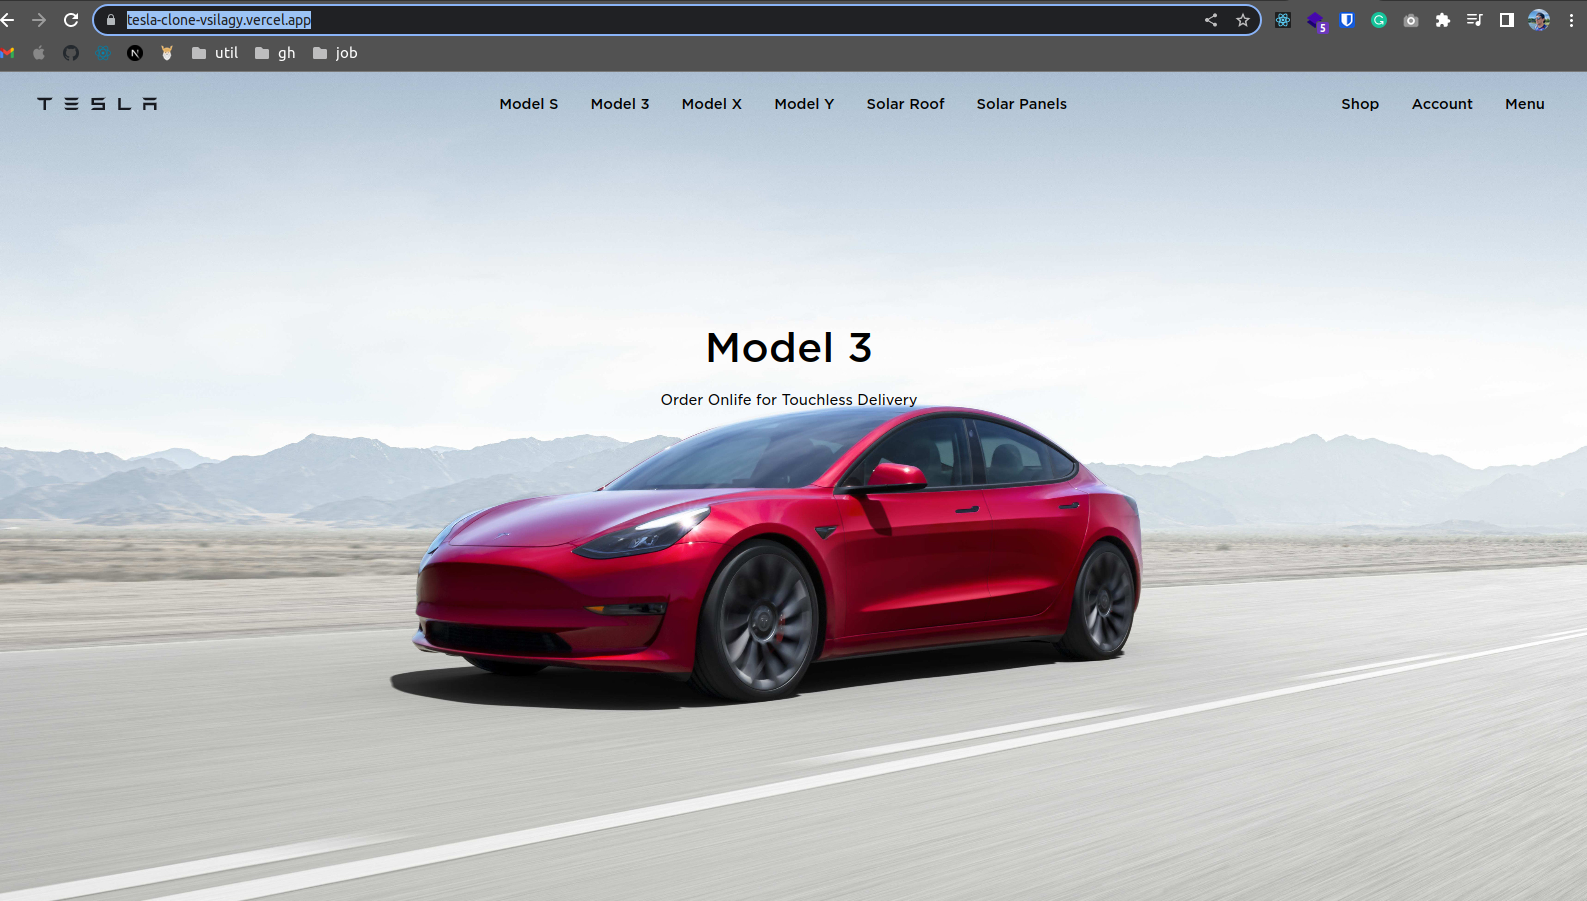 tesla-clone-vsilagy.vercel.app
5
N
util gh job
TESLA Model S Model 3 Model X Model Y Solar Roof Solar Panels Shop Account Menu
Model 3
Order Onlife for Touchless Delivery